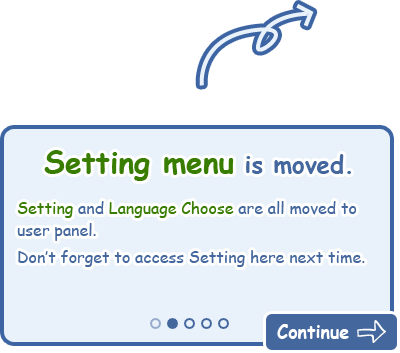 Setting menu is moved.
Setting and Language Choose are all moved to
user panel.
Don't forget to access Setting here next time.
Continue